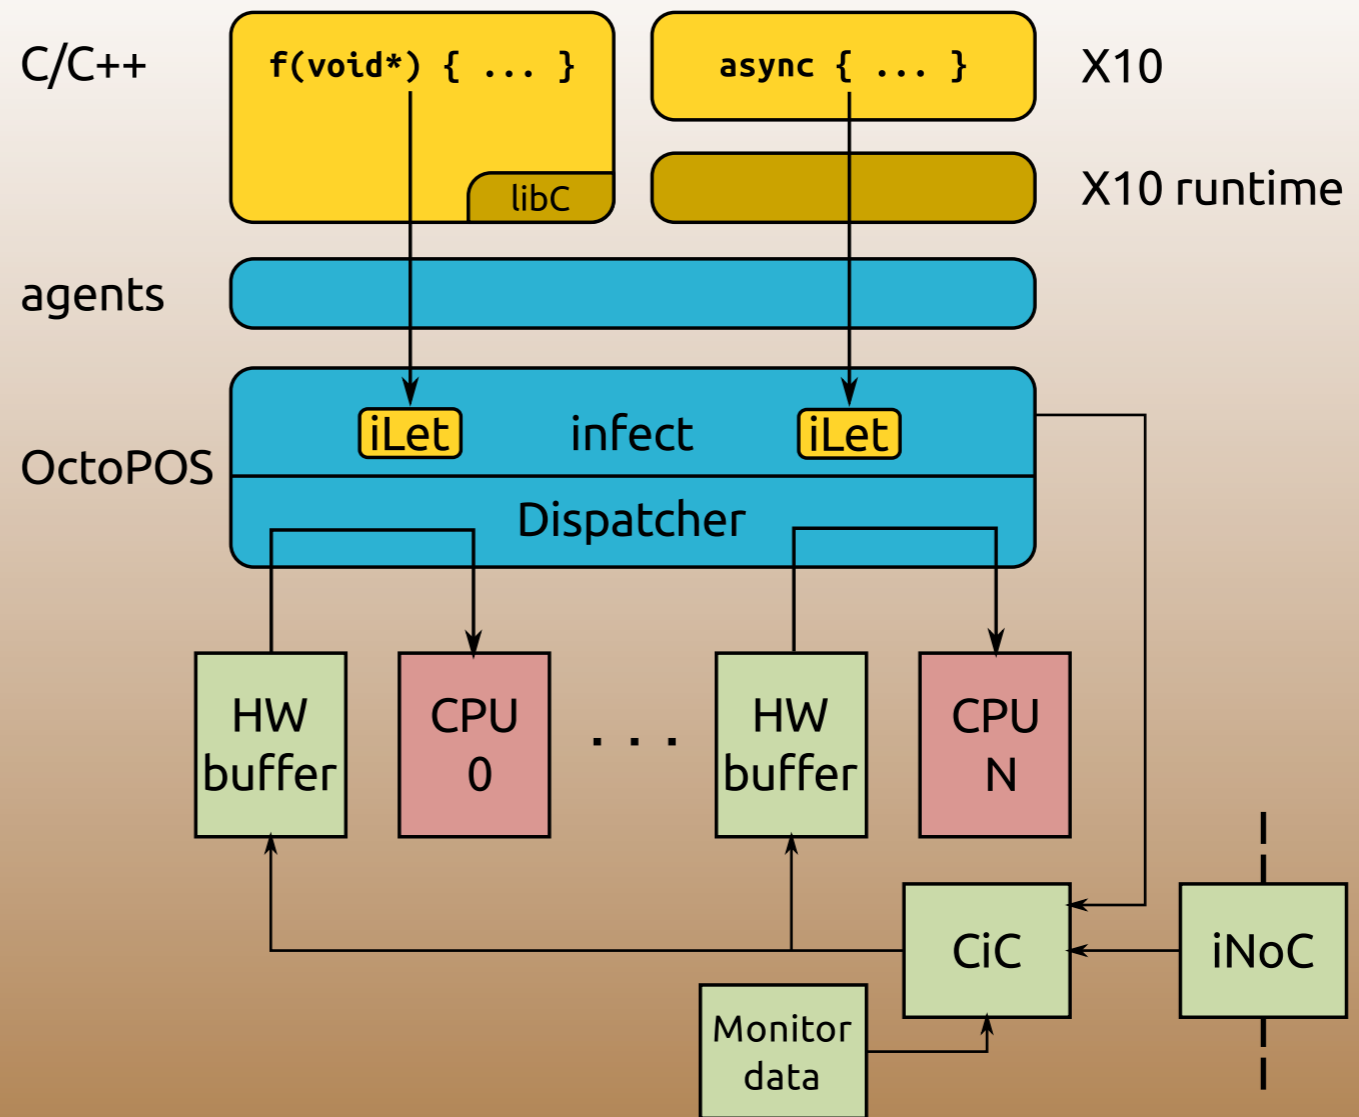 C/C++
f(void*) { ... }
async { ... }
X10
libC
X10 runtime
agents
OctoPOS
iLet
infect
iLet
Dispatcher
HW
buffer
CPU
0
. . .
HW
buffer
CPU
N
CiC
iNoC
Monitor
data